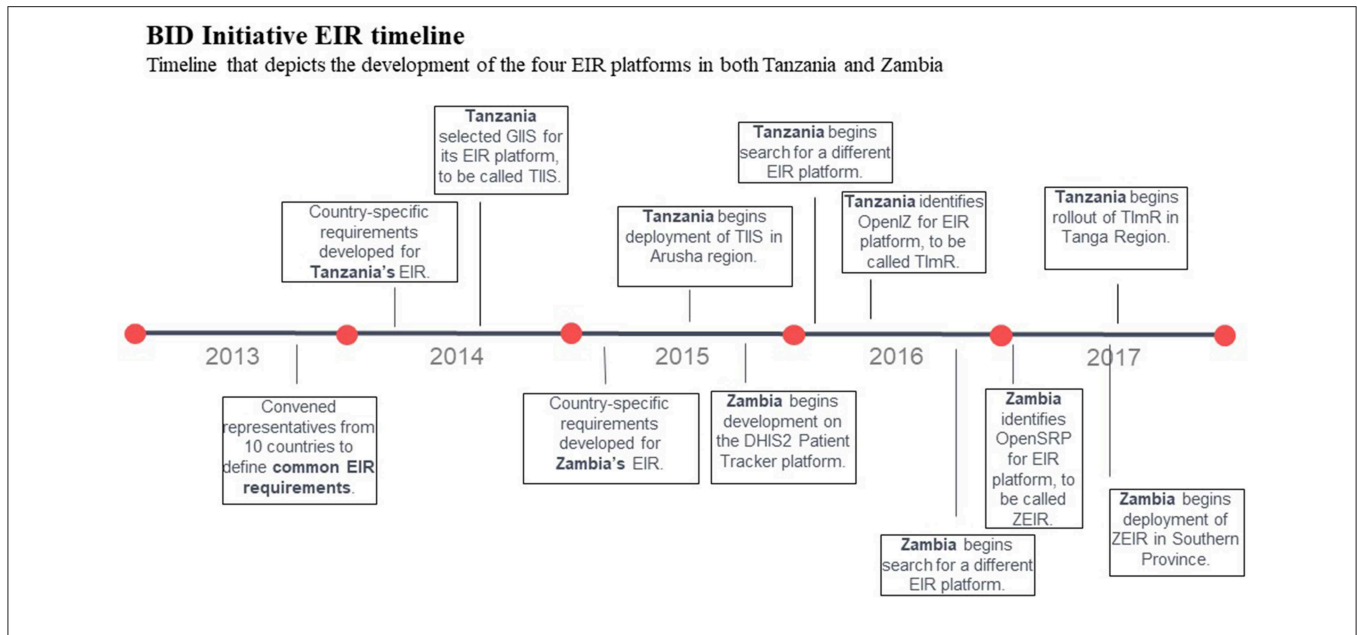 BID Initiative EIR timeline
Timeline that depicts the development of the four EIR platforms in both Tanzania and Zambia
Tanzania
selected GIIS for
its EIR platform,
to be called TIIS.
Tanzania begins
search for a different
EIR platform.
Country-specific
requirements
developed for
Tanzania's EIR.
Tanzania begins
deployment of TIIS in
Arusha region.
Tanzania identifies
OpenIZ for EIR
platform, to be
called TImR.
Tanzania begins
rollout of TImR in
Tanga Region.
2013
2014
2015
2016
2017
Convened
representatives from
10 countries to
define common EIR
requirements.
Country-specific
requirements
developed for
Zambia's EIR.
Zambia begins
development on
the DHIS2 Patient
Tracker platform.
Zambia begins
search for a different
EIR platform.
Zambia
identifies
OpenSRP
for EIR
platform, to
be called
ZEIR.
Zambia begins
deployment of
ZEIR in Southern
Province.